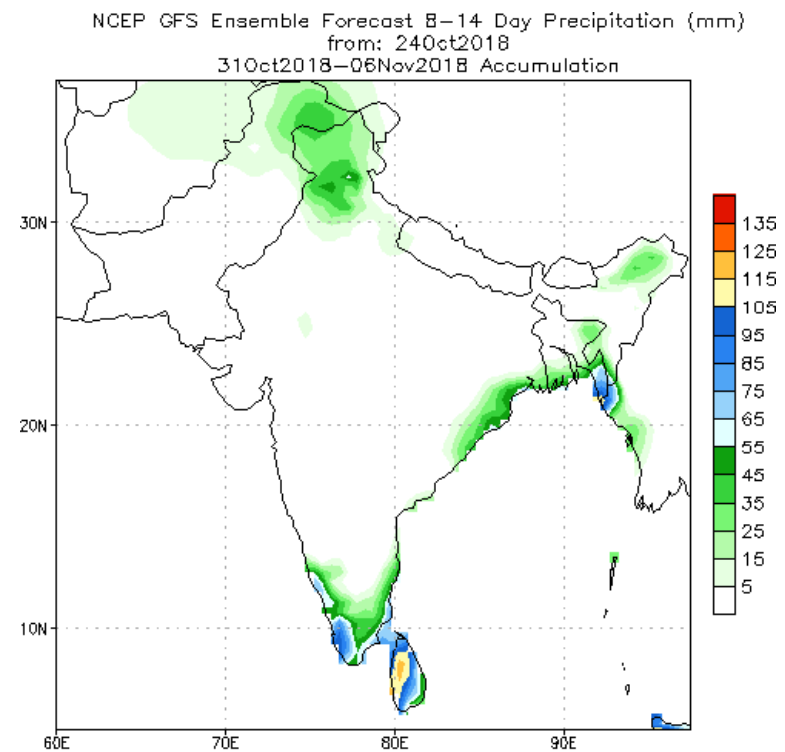 NCEP GFS Ensemble Forecast 8-14 Day Precipitation (mm)
from: 24Oct2018
31Oct2018-06Nov2018 Accumulation
30N
20N
10N
60E
70E
80E
90E
135
125
115
105
95
85
75
65
55
45
35
25
15
5